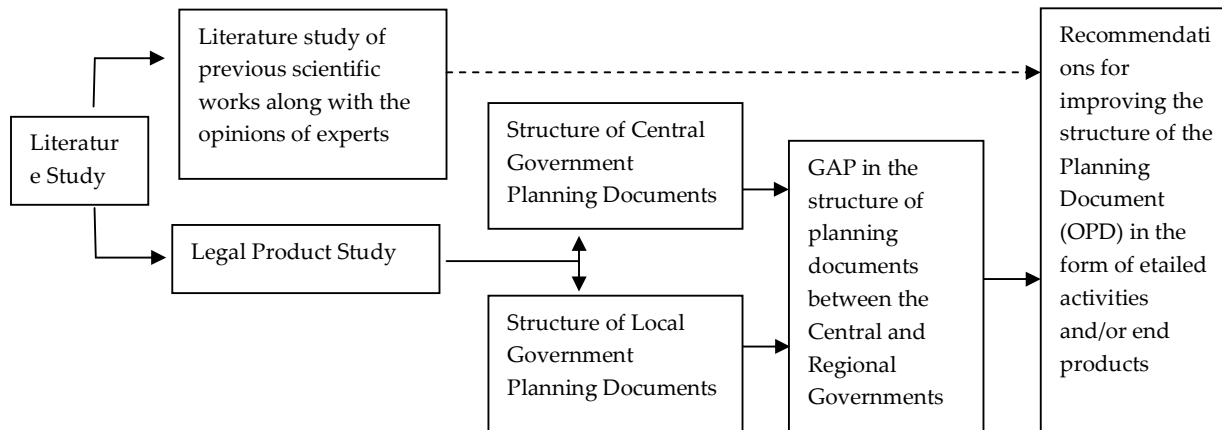 Literatur
e Study
Literature study of
previous scientific
works along with the
opinions of experts
Legal Product Study
Structure of Central
Government
Planning Documents
Structure of Local
Government
Planning Documents
GAP in the
structure of
planning
documents
between the
Central and
Regional
Governments
Recommendati
ons for
improving the
structure of the
Planning
Document
(OPD) in the
form of etailed
activities
and/or end
products